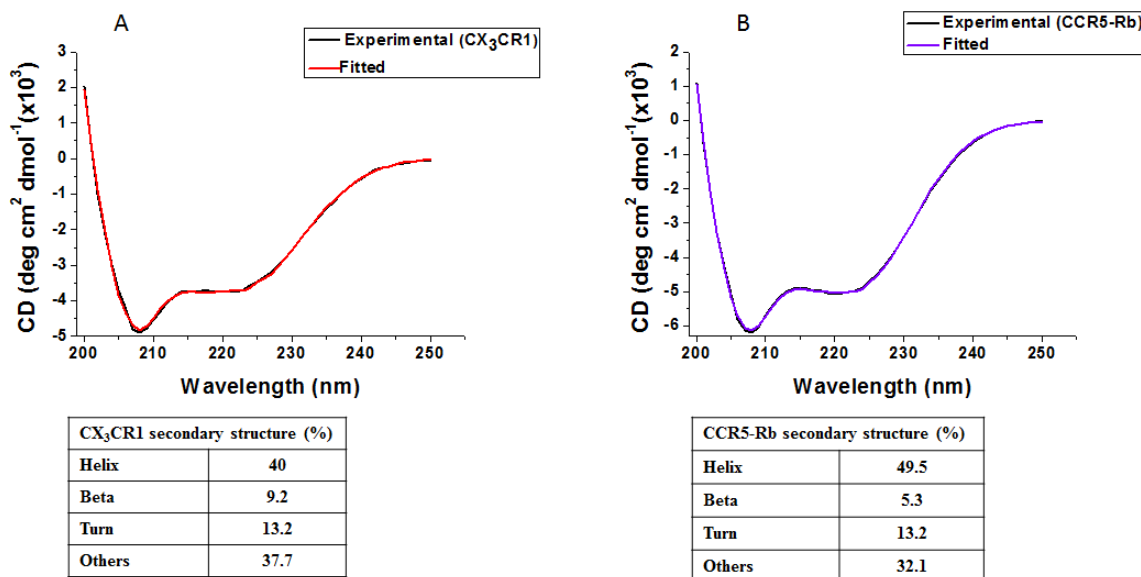 A
Experimental (CX₃CR1)
Fitted
3
2
1
0
-1
-2
-3
-4
-5
CD (deg cm² dmol⁻¹(x10³)
200 210 220 230 240 250
Wavelength (nm)
CX₃CR1 secondary structure (%)
Helix 40
Beta 9.2
Turn 13.2
Others 37.7
B
Experimental (CCR5-Rb)
Fitted
2
1
0
-1
-2
-3
-4
-5
-6
CD (deg cm² dmol⁻¹)(x10³)
200 210 220 230 240 250
Wavelength (nm)
CCR5-Rb secondary structure (%)
Helix 49.5
Beta 5.3
Turn 13.2
Others 32.1